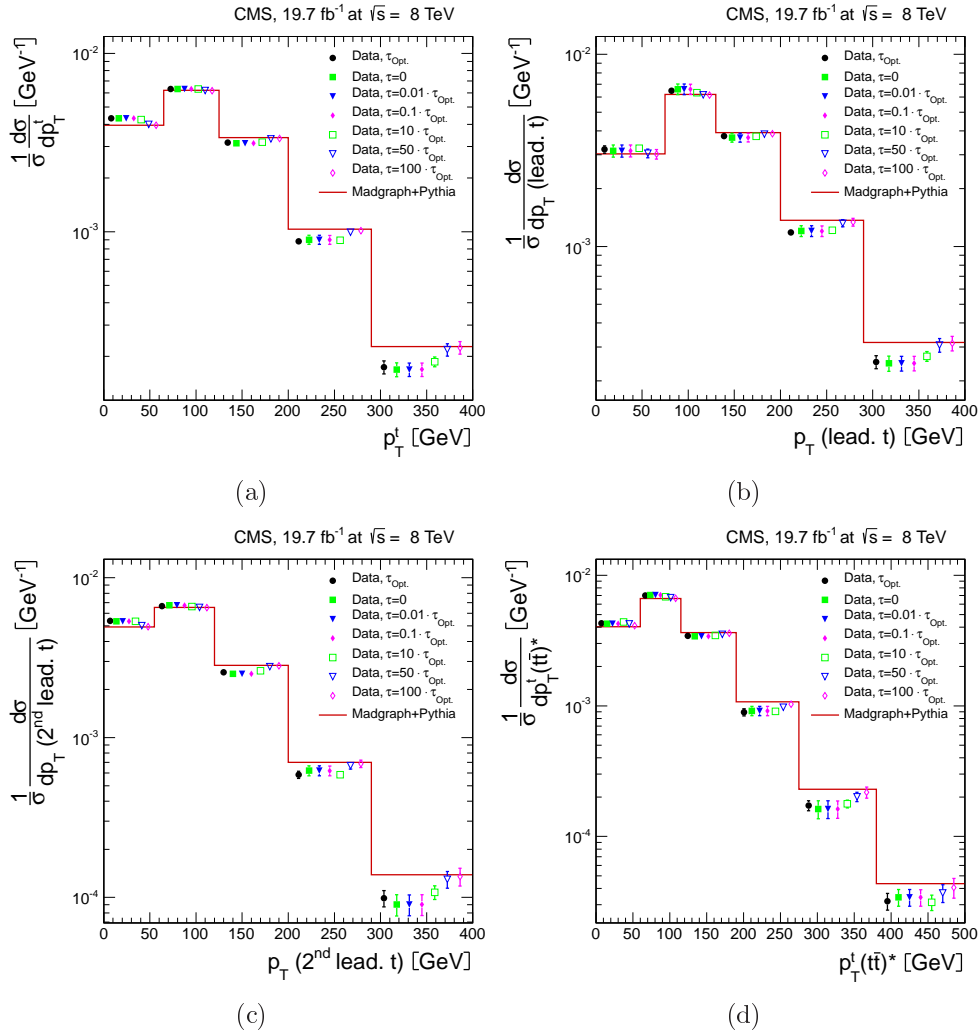 CMS, 19.7 fb⁻¹ at √s = 8 TeV
1/σ dσ/dp_T^t [GeV⁻¹]
10⁻²
10⁻³
Data, τ_Opt.
Data, τ=0
Data, τ=0.01 · τ_Opt.
Data, τ=0.1 · τ_Opt.
Data, τ=10 · τ_Opt.
Data, τ=50 · τ_Opt.
Data, τ=100 · τ_Opt.
Madgraph+Pythia
0 50 100 150 200 250 300 350 400
p_T^t [GeV]
(a)
CMS, 19.7 fb⁻¹ at √s = 8 TeV
1/σ dσ/dp_T (lead. t) [GeV⁻¹]
10⁻²
10⁻³
Data, τ_Opt.
Data, τ=0
Data, τ=0.01 · τ_Opt.
Data, τ=0.1 · τ_Opt.
Data, τ=10 · τ_Opt.
Data, τ=50 · τ_Opt.
Data, τ=100 · τ_Opt.
Madgraph+Pythia
0 50 100 150 200 250 300 350 400
p_T (lead. t) [GeV]
(b)
CMS, 19.7 fb⁻¹ at √s = 8 TeV
1/σ dσ/dp_T (2ⁿᵈ lead. t) [GeV⁻¹]
10⁻²
10⁻³
10⁻⁴
Data, τ_Opt.
Data, τ=0
Data, τ=0.01 · τ_Opt.
Data, τ=0.1 · τ_Opt.
Data, τ=10 · τ_Opt.
Data, τ=50 · τ_Opt.
Data, τ=100 · τ_Opt.
Madgraph+Pythia
0 50 100 150 200 250 300 350 400
p_T (2ⁿᵈ lead. t) [GeV]
(c)
CMS, 19.7 fb⁻¹ at √s = 8 TeV
1/σ dσ/dp_T^t(tt̄)* [GeV⁻¹]
10⁻²
10⁻³
10⁻⁴
Data, τ_Opt.
Data, τ=0
Data, τ=0.01 · τ_Opt.
Data, τ=0.1 · τ_Opt.
Data, τ=10 · τ_Opt.
Data, τ=50 · τ_Opt.
Data, τ=100 · τ_Opt.
Madgraph+Pythia
0 50 100 150 200 250 300 350 400 450 500
p_T^t(tt̄)* [GeV]
(d)